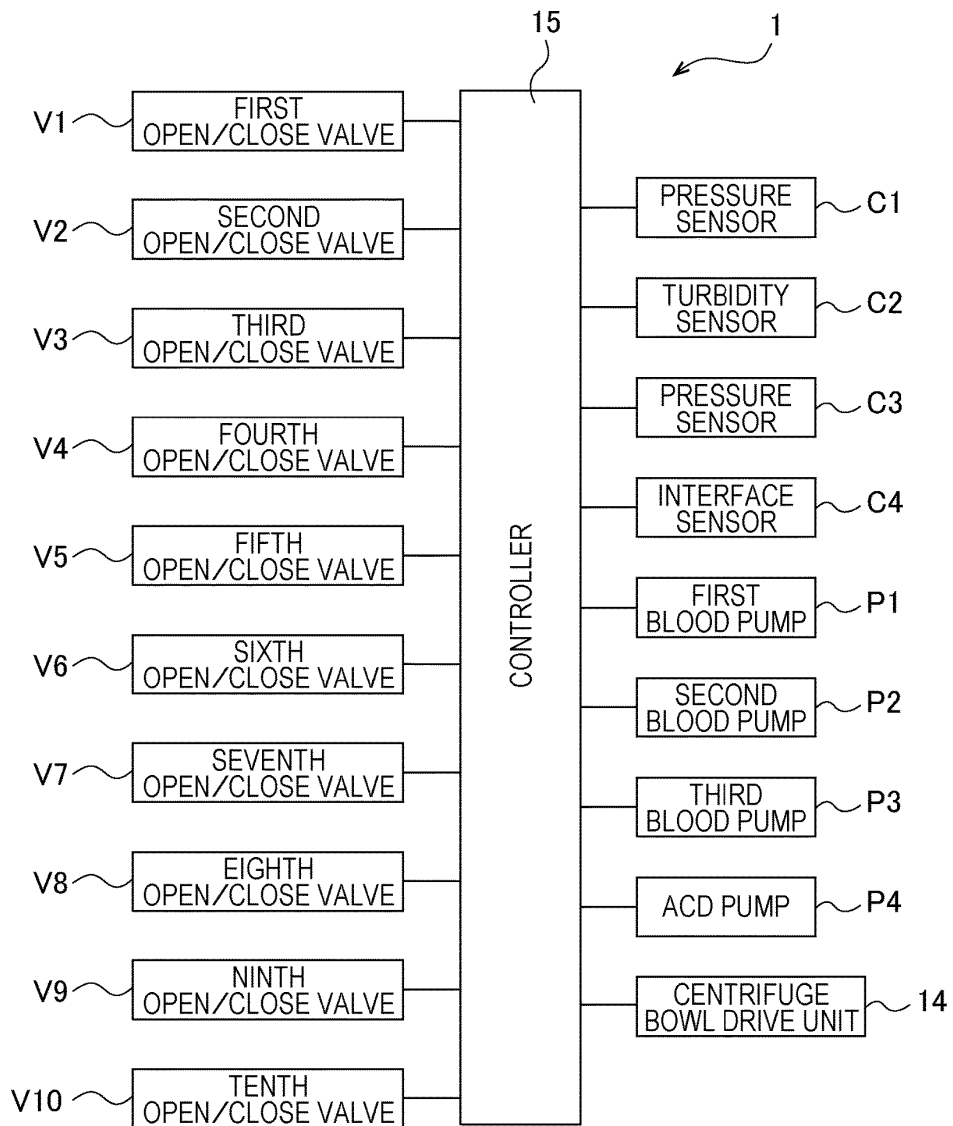 15
1
V1
FIRST
OPEN/CLOSE VALVE
V2
SECOND
OPEN/CLOSE VALVE
V3
THIRD
OPEN/CLOSE VALVE
V4
FOURTH
OPEN/CLOSE VALVE
V5
FIFTH
OPEN/CLOSE VALVE
V6
SIXTH
OPEN/CLOSE VALVE
V7
SEVENTH
OPEN/CLOSE VALVE
V8
EIGHTH
OPEN/CLOSE VALVE
V9
NINTH
OPEN/CLOSE VALVE
V10
TENTH
OPEN/CLOSE VALVE
CONTROLLER
PRESSURE
SENSOR
C1
TURBIDITY
SENSOR
C2
PRESSURE
SENSOR
C3
INTERFACE
SENSOR
C4
FIRST
BLOOD PUMP
P1
SECOND
BLOOD PUMP
P2
THIRD
BLOOD PUMP
P3
ACD PUMP
P4
CENTRIFUGE
BOWL DRIVE UNIT
14